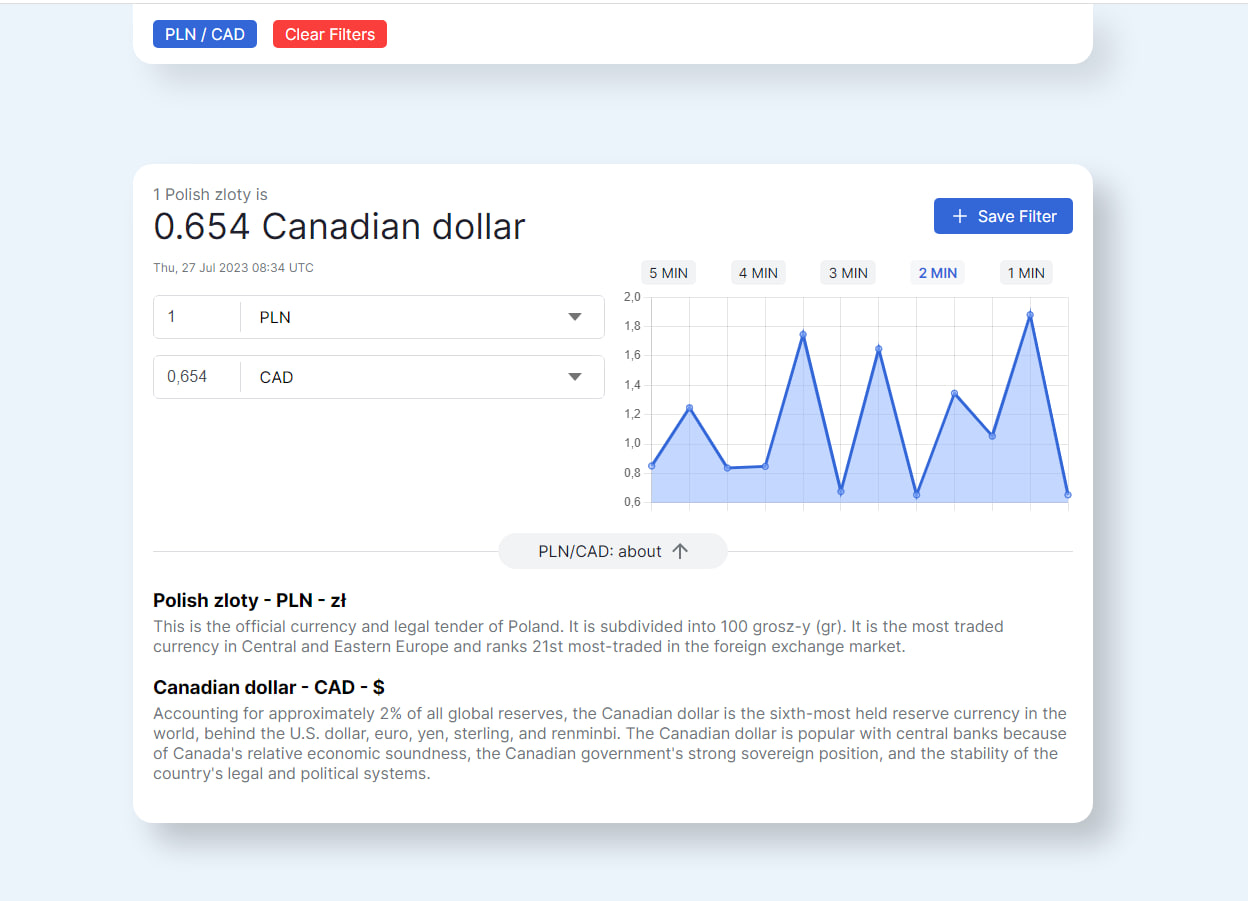 PLN / CAD
Clear Filters
1 Polish zloty is
0.654 Canadian dollar
Save Filter
Thu, 27 Jul 2023 08:34 UTC
5 MIN
4 MIN
3 MIN
2 MIN
1 MIN
1
PLN
0,654
CAD
2,0
1,8
1,6
1,4
1,2
1,0
0,8
0,6
PLN/CAD: about
Polish zloty - PLN - zł
This is the official currency and legal tender of Poland. It is subdivided into 100 grosz-y (gr). It is the most traded
currency in Central and Eastern Europe and ranks 21st most-traded in the foreign exchange market.
Canadian dollar - CAD - $
Accounting for approximately 2% of all global reserves, the Canadian dollar is the sixth-most held reserve currency in the
world, behind the U.S. dollar, euro, yen, sterling, and renminbi. The Canadian dollar is popular with central banks because
of Canada's relative economic soundness, the Canadian government's strong sovereign position, and the stability of the
country's legal and political systems.